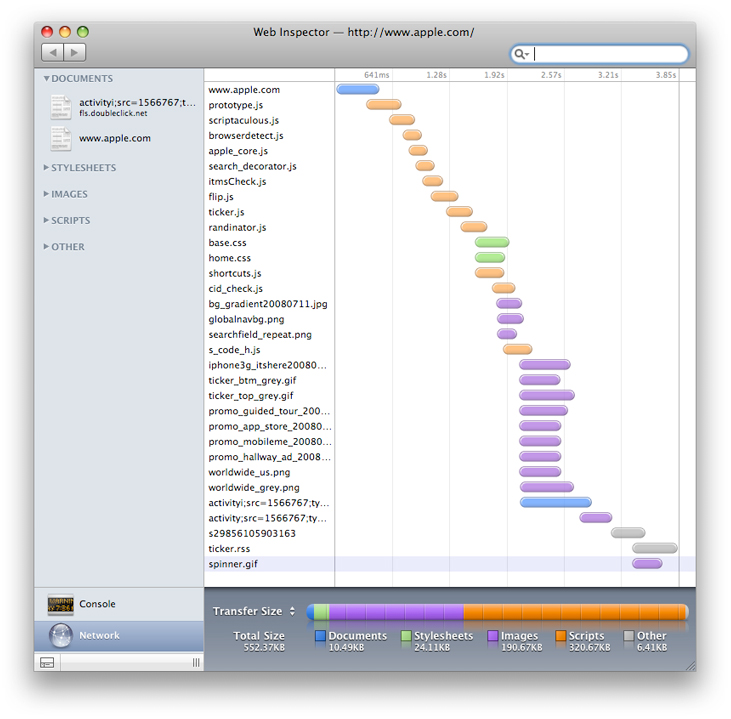 Web Inspector — http://www.apple.com/
DOCUMENTS
activityi;src=1566767;t...
fls.doubleclick.net
www.apple.com
STYLESHEETS
IMAGES
SCRIPTS
OTHER
641ms 1.28s 1.92s 2.57s 3.21s 3.85s
www.apple.com
prototype.js
scriptaculous.js
browserdetect.js
apple_core.js
search_decorator.js
itmsCheck.js
flip.js
ticker.js
randinator.js
base.css
home.css
shortcuts.js
cid_check.js
bg_gradient20080711.jpg
globalnavbg.png
searchfield_repeat.png
s_code_h.js
iphone3g_itshere20080...
ticker_btm_grey.gif
ticker_top_grey.gif
promo_guided_tour_200...
promo_app_store_20080...
promo_mobileme_20080...
promo_hallway_ad_2008...
worldwide_us.png
worldwide_grey.png
activityi;src=1566767;ty...
activity;src=1566767;ty...
s29856105903163
ticker.rss
spinner.gif
Console
Network
Transfer Size
Total Size
552.37KB
Documents
10.49KB
Stylesheets
24.11KB
Images
190.67KB
Scripts
320.67KB
Other
6.41KB